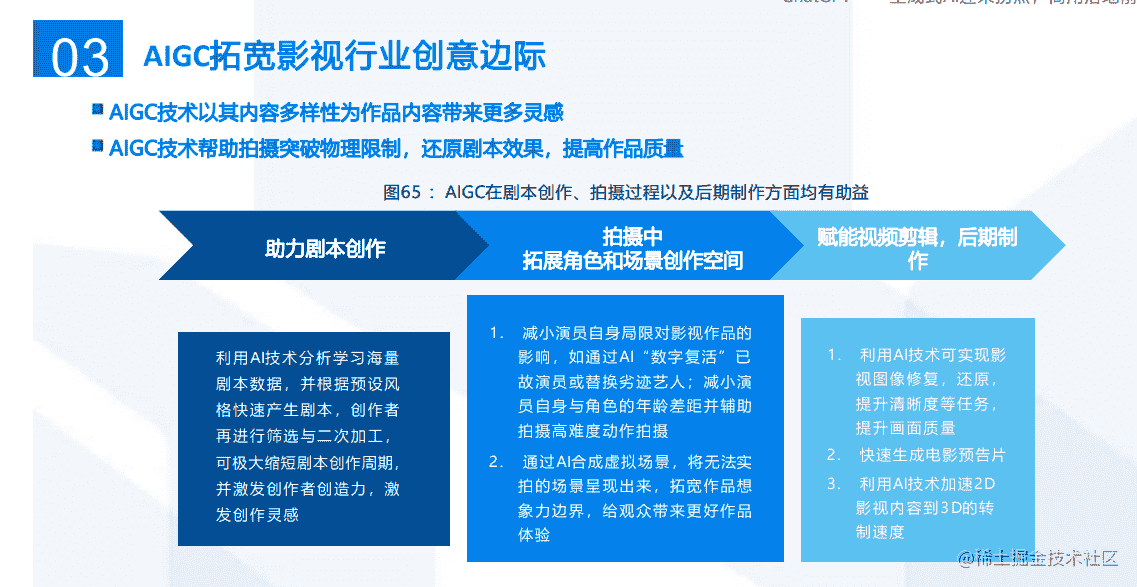 03
AIGC拓宽影视行业创意边际
AIGC技术以其内容多样性为作品内容带来更多灵感
AIGC技术帮助拍摄突破物理限制，还原剧本效果，提高作品质量
图65 ：AIGC在剧本创作、拍摄过程以及后期制作方面均有助益
助力剧本创作
拍摄中
拓展角色和场景创作空间
赋能视频剪辑，后期制
作
利用AI技术分析学习海量
剧本数据，并根据预设风
格快速产生剧本，创作者
再进行筛选与二次加工，
可极大缩短剧本创作周期，
并激发创作者创造力，激
发创作灵感
1. 减小演员自身局限对影视作品的
影响，如通过AI“数字复活”已
故演员或替换劣迹艺人；减小演
员自身与角色的年龄差距并辅助
拍摄高难度动作拍摄
2. 通过AI合成虚拟场景，将无法实
拍的场景呈现出来，拓宽作品想
象力边界，给观众带来更好作品
体验
1. 利用AI技术可实现影
视图像修复，还原，
提升清晰度等任务，
提升画面质量
2. 快速生成电影预告片
3. 利用AI技术加速2D
影视内容到3D的转
制速度
@稀土掘金技术社区